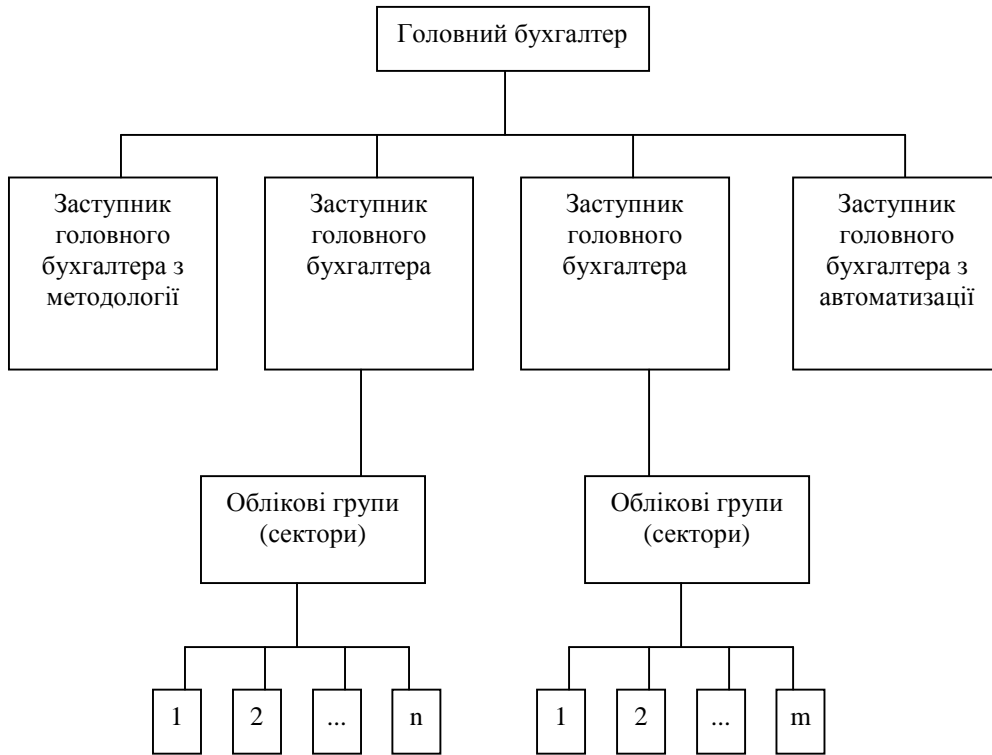 Головний бухгалтер
Заступник
головного
бухгалтера з
методології
Заступник
головного
бухгалтера
Заступник
головного
бухгалтера
Заступник
головного
бухгалтера з
автоматизації
Облікові групи
(сектори)
Облікові групи
(сектори)
1
2
...
n
1
2
...
m